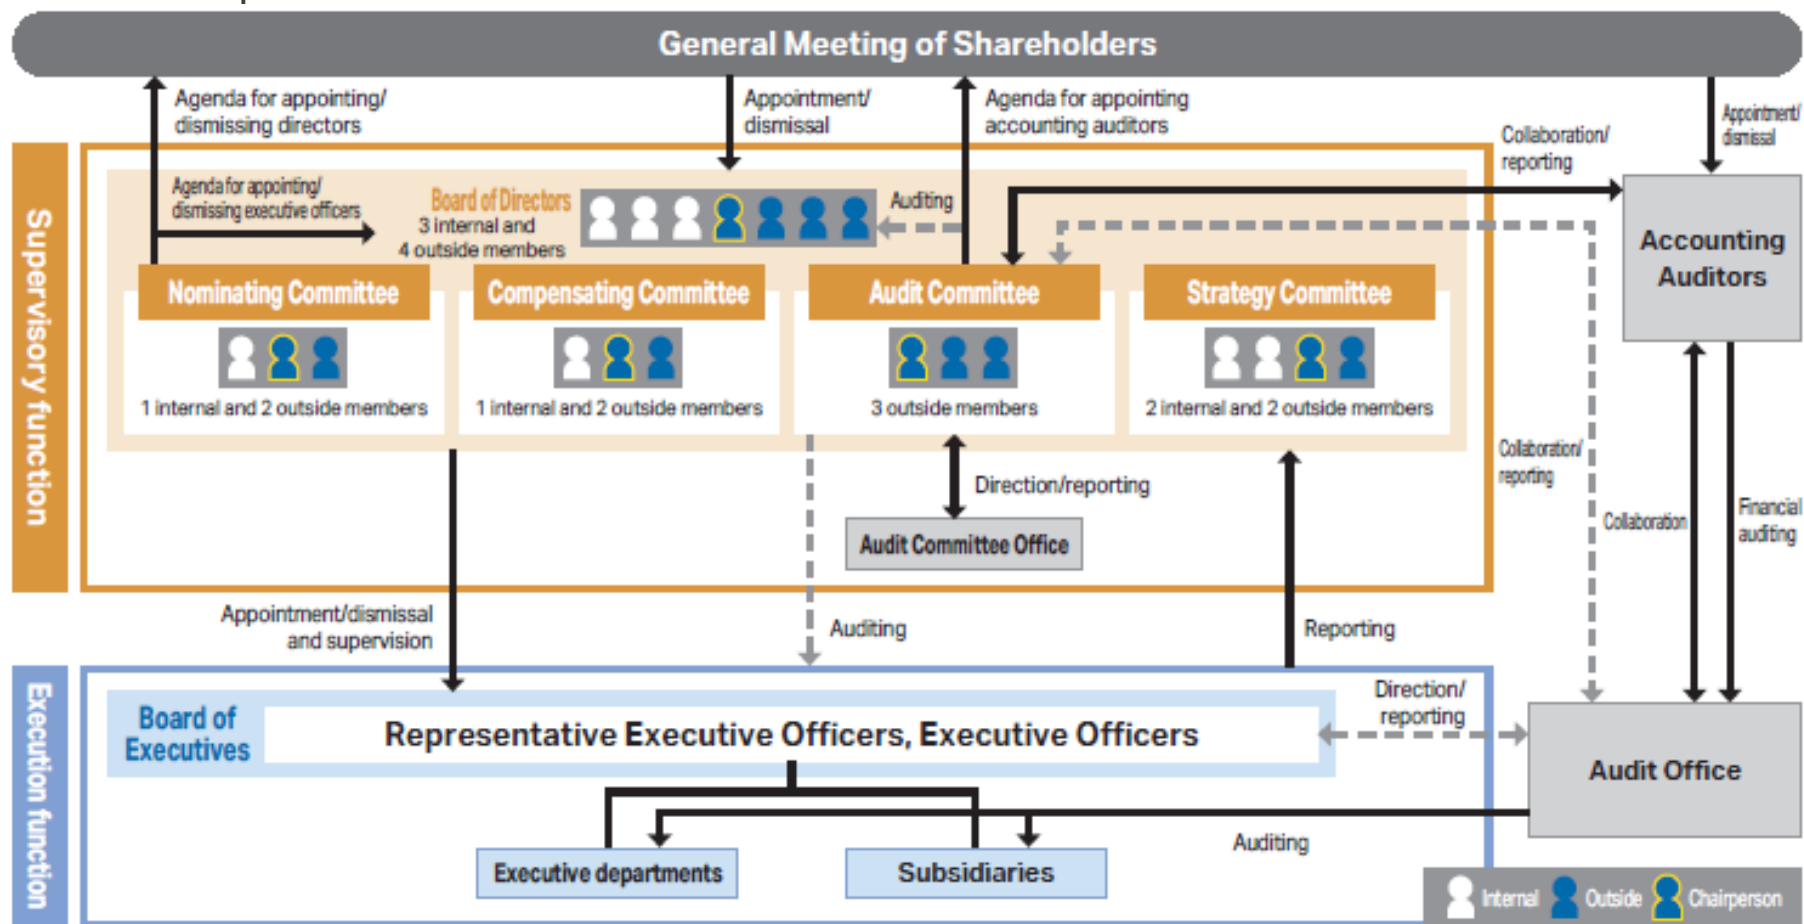 General Meeting of Shareholders
Agenda for appointing/
dismissing directors
Appointment/
dismissal
Agenda for appointing
accounting auditors
Appointment/
dismissal
Collaboration/
reporting
Supervisory function
Agenda for appointing/
dismissing executive officers
Board of Directors
3 internal and
4 outside members
Auditing
Accounting
Auditors
Nominating Committee
Compensating Committee
Audit Committee
Strategy Committee
1 internal and 2 outside members
1 internal and 2 outside members
3 outside members
2 internal and 2 outside members
Direction/reporting
Audit Committee Office
Collaboration/
reporting
Collaboration
Financial
auditing
Appointment/dismissal
and supervision
Auditing
Reporting
Execution function
Board of
Executives
Representative Executive Officers, Executive Officers
Direction/
reporting
Audit Office
Auditing
Executive departments
Subsidiaries
Internal
Outside
Chairperson